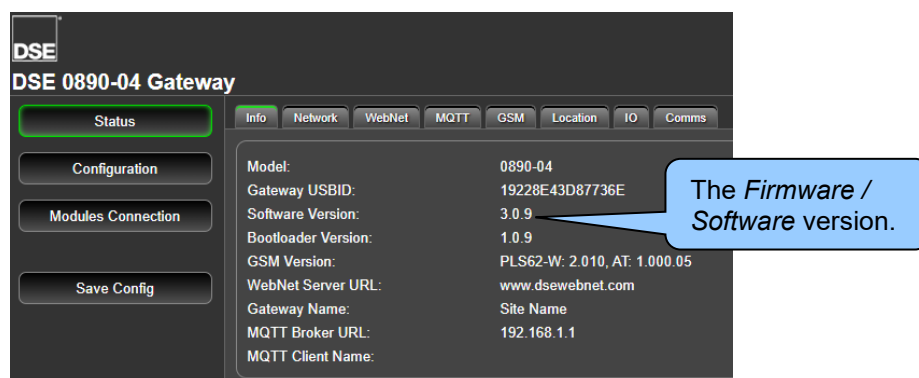 DSE
DSE 0890-04 Gateway
Status
Configuration
Modules Connection
Save Config
Info Network WebNet MQTT GSM Location IO Comms
Model: 0890-04
Gateway USBID: 19228E43D87736E
Software Version: 3.0.9
Bootloader Version: 1.0.9
GSM Version: PLS62-W: 2.010, AT: 1.000.05
WebNet Server URL: www.dsewebnet.com
Gateway Name: Site Name
MQTT Broker URL: 192.168.1.1
MQTT Client Name:
The Firmware /
Software version.